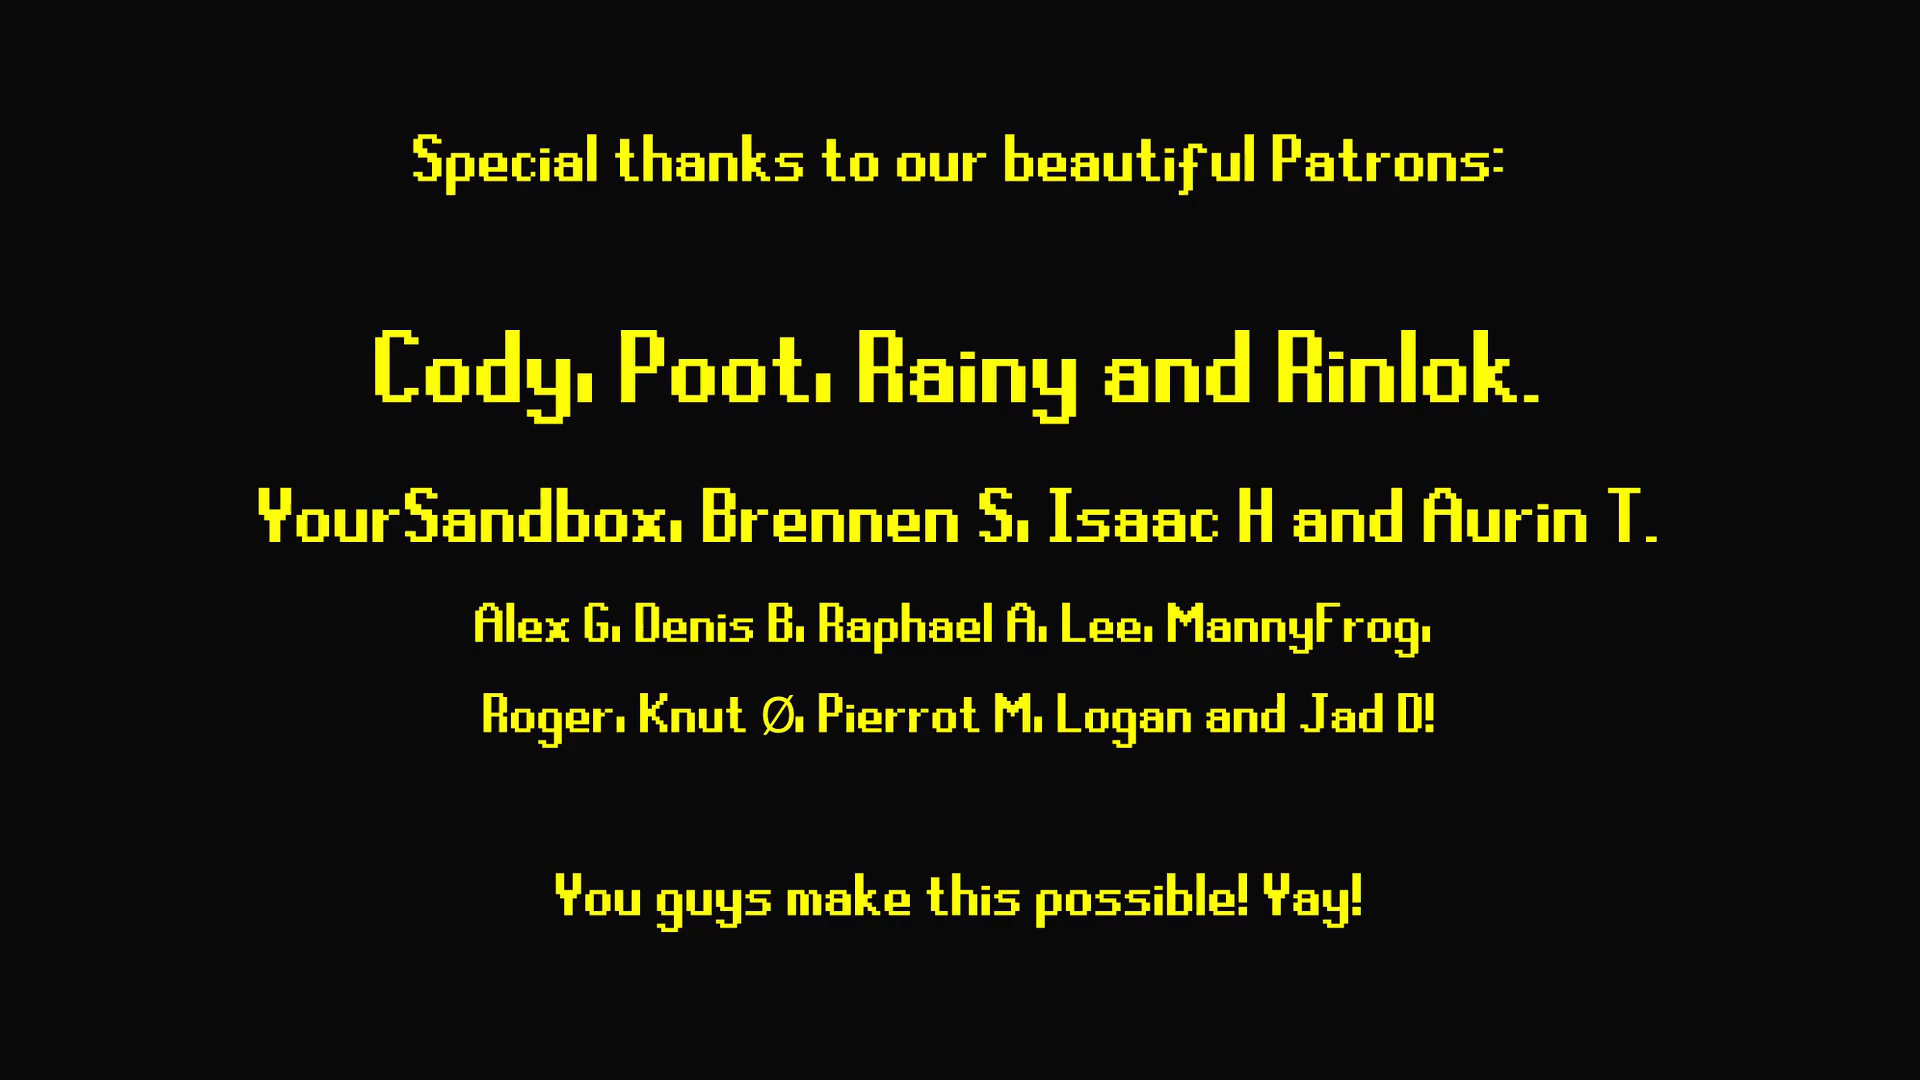 Special thanks to our beautiful Patrons:
Cody, Poot, Rainy and Rinlok.
YourSandbox, Brennen S, Isaac H and Aurin T.
Alex G, Denis B, Raphael A, Lee, MannyFrog,
Roger, Knut Ø, Pierrot M, Logan and Jad D!
You guys make this possible! Yay!